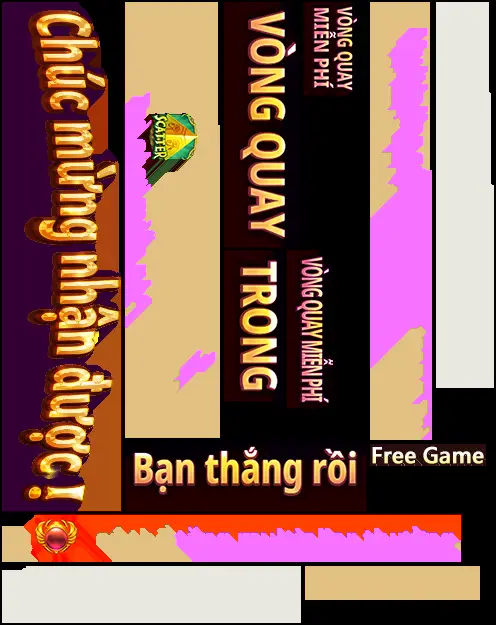 Chúc mừng nhận được !
SCATTER
VÒNG QUAY
VÒNG QUAY
MIỄN PHÍ
TRONG
VÒNG QUAY MIỄN PHÍ
Bạn thắng rồi
Free Game